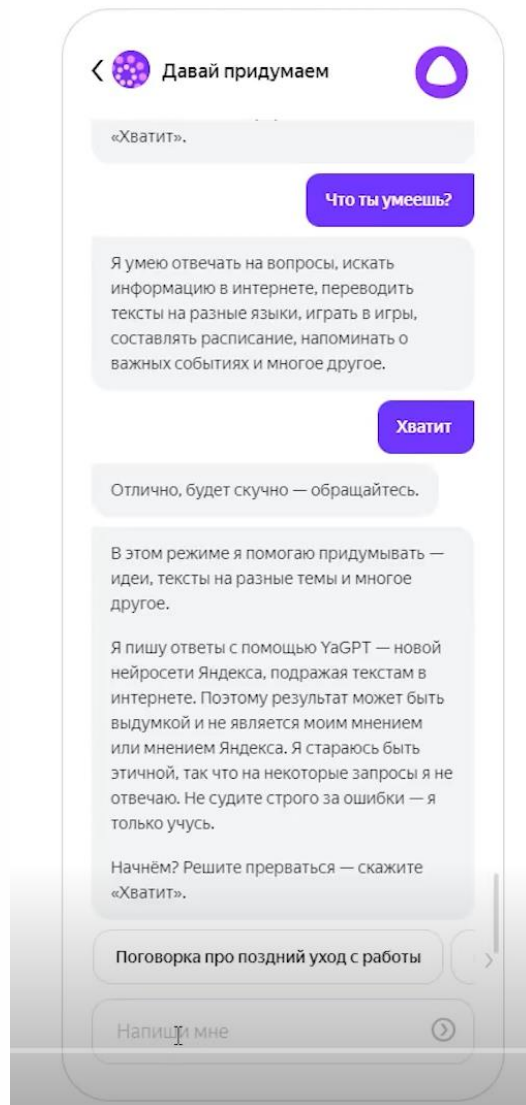 Давай придумаем
«Хватит».
Что ты умеешь?
Я умею отвечать на вопросы, искать
информацию в интернете, переводить
тексты на разные языки, играть в игры,
составлять расписание, напоминать о
важных событиях и многое другое.
Хватит
Отлично, будет скучно — обращайтесь.
В этом режиме я помогаю придумывать —
идеи, тексты на разные темы и многое
другое.
Я пишу ответы с помощью YaGPT — новой
нейросети Яндекса, подражая текстам в
интернете. Поэтому результат может быть
выдумкой и не является моим мнением
или мнением Яндекса. Я стараюсь быть
этичной, так что на некоторые запросы я не
отвечаю. Не судите строго за ошибки — я
только учусь.
Начнём? Решите прерваться — скажите
«Хватит».
Поговорка про поздний уход с работы
Напиши мне